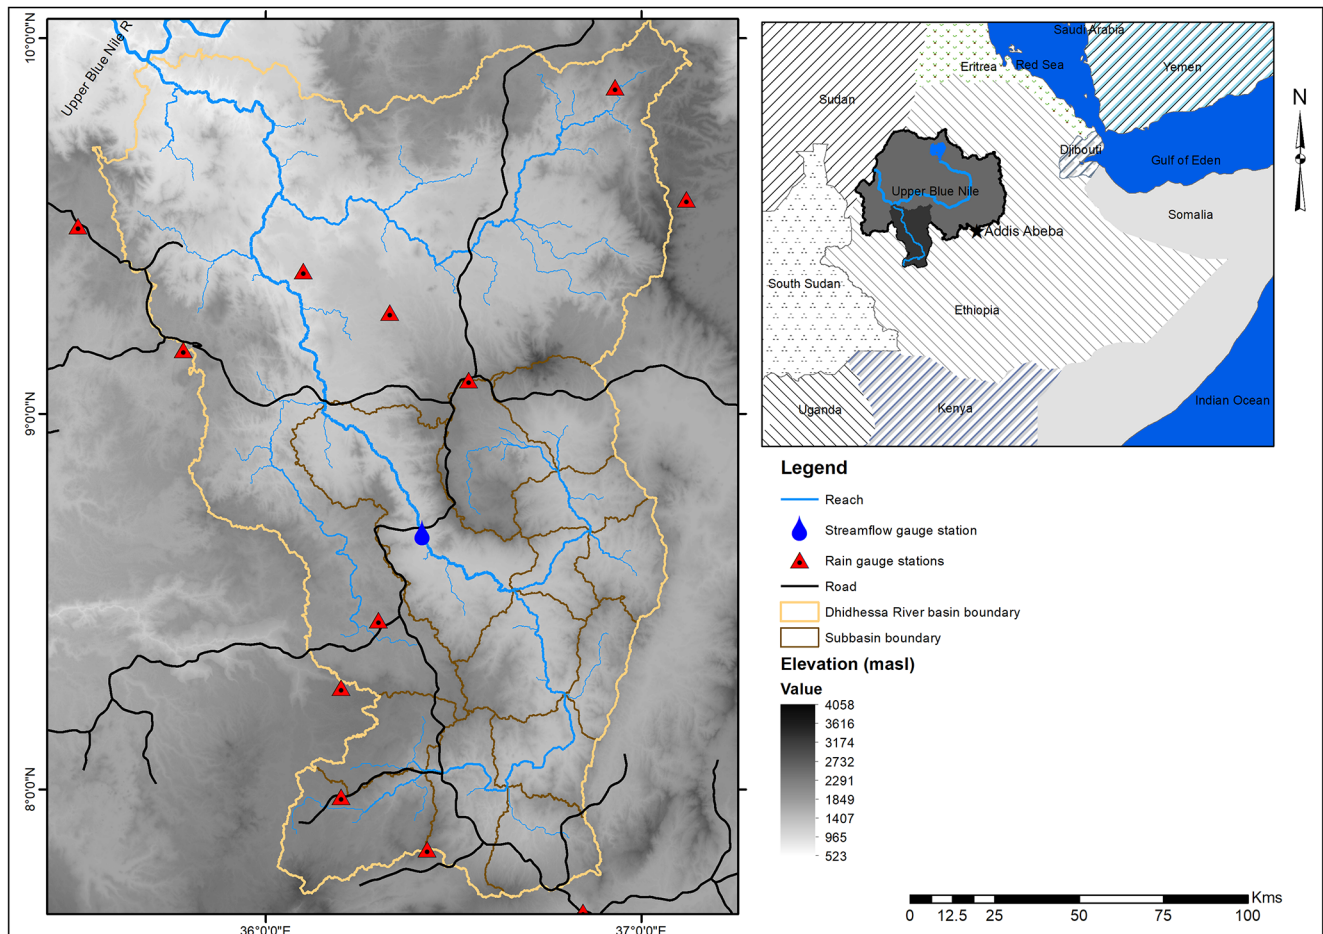 10°0'0"N
9°0'0"N
8°0'0"N
36°0'0"E
37°0'0"E
Upper Blue Nile R
Saudi Arabia
Eritrea
Red Sea
Yemen
Sudan
Djibouti
Gulf of Eden
Upper Blue Nile
Somalia
Addis Abeba
South Sudan
Ethiopia
Uganda
Kenya
Indian Ocean
N
Legend
Reach
Streamflow gauge station
Rain gauge stations
Road
Dhidhessa River basin boundary
Subbasin boundary
Elevation (masl)
Value
4058
3616
3174
2732
2291
1849
1407
965
523
Kms
0 12.5 25 50 75 100